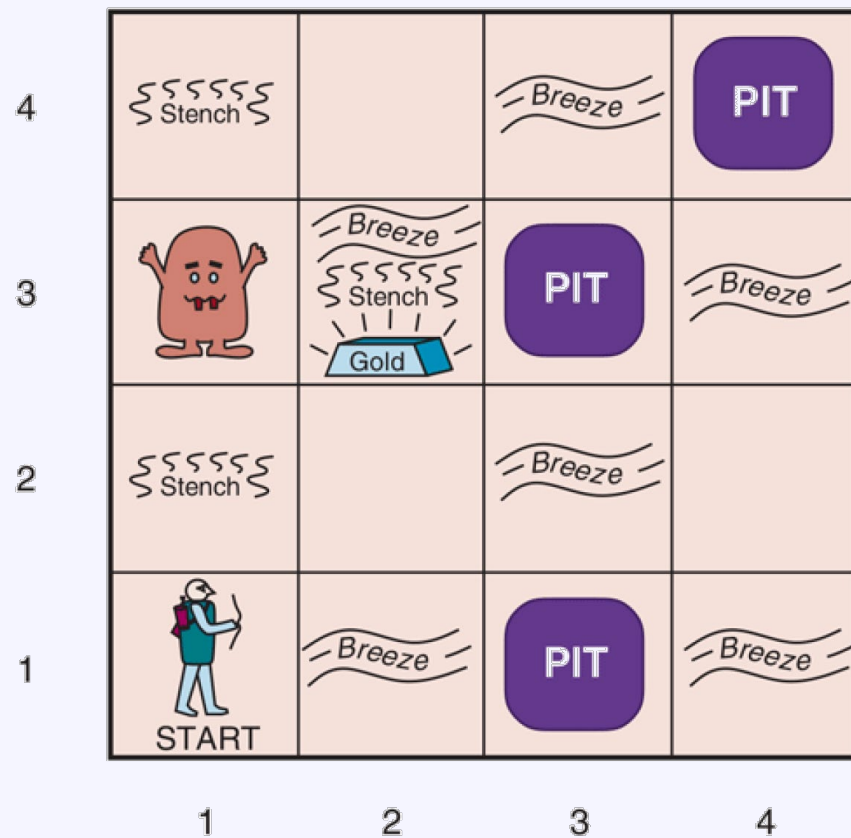 4
Stench
Breeze
PIT
3
Breeze
Stench
Gold
PIT
Breeze
2
Stench
Breeze
1
START
Breeze
PIT
Breeze
1 2 3 4